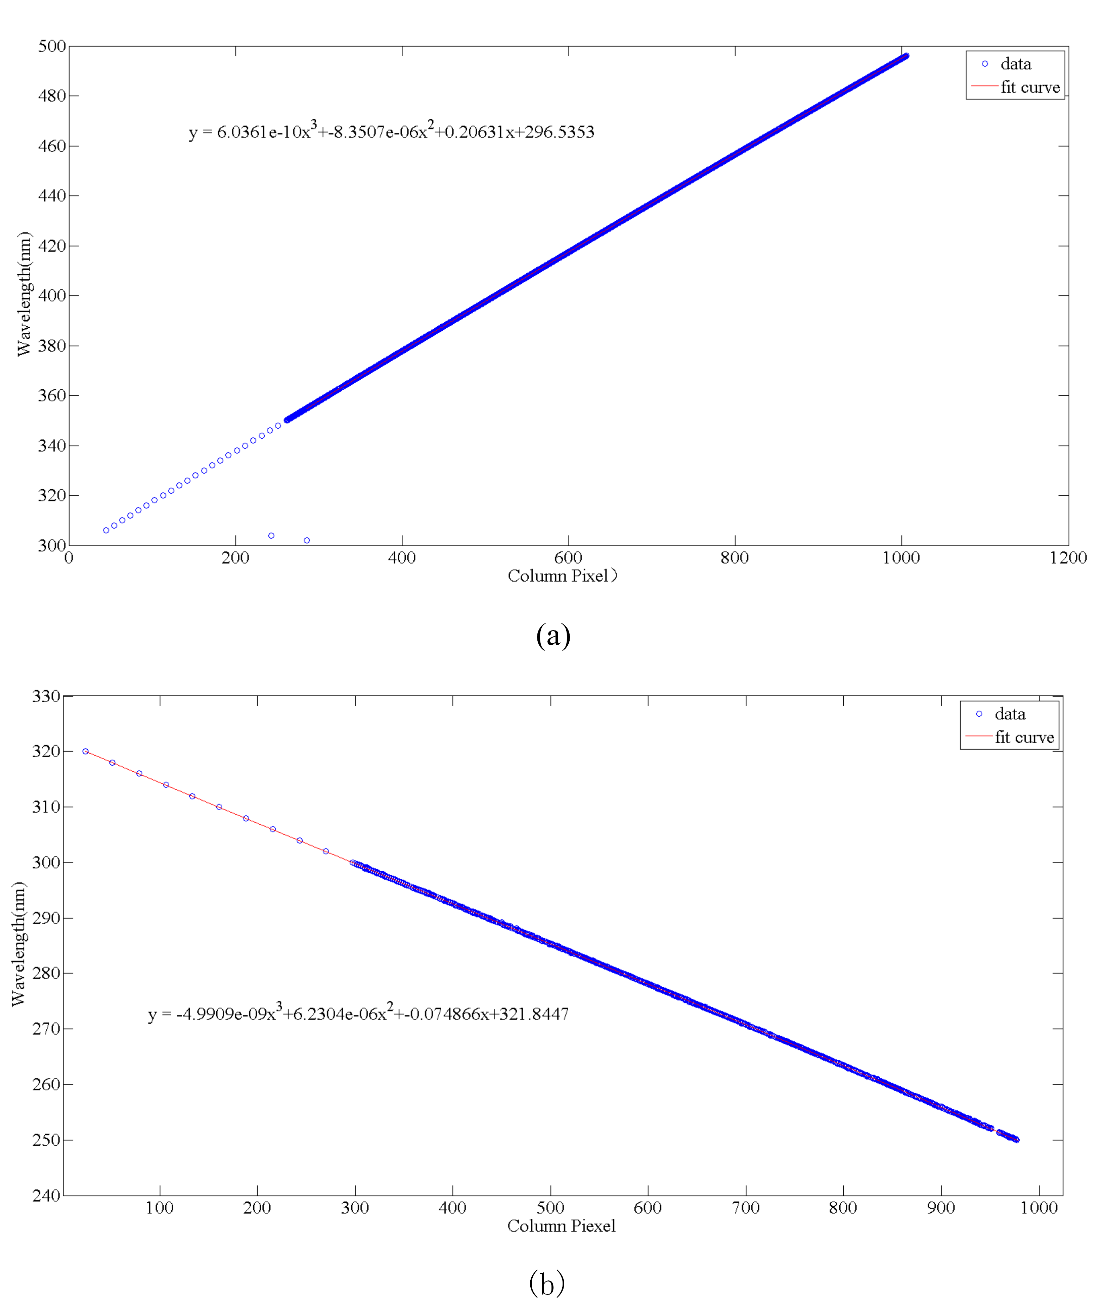 500
480
460
440
420
400
380
360
340
320
300
Wavelength(nm)
data
fit curve
y = 6.0361e-10x³+-8.3507e-06x²+0.20631x+296.5353
0 200 400 600 800 1000 1200
Column Pixel）
(a)
330
320
310
300
290
280
270
260
250
240
Wavelength(nm)
data
fit curve
y = -4.9909e-09x³+6.2304e-06x²+-0.074866x+321.8447
100 200 300 400 500 600 700 800 900 1000
Column Piexel
(b)